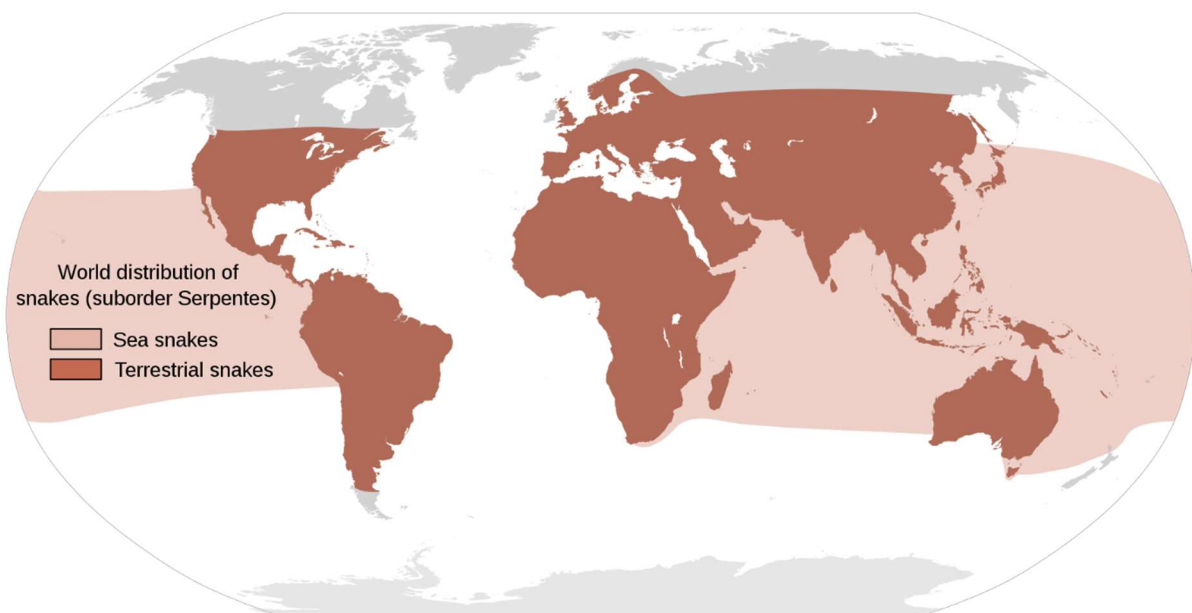 World distribution of
snakes (suborder Serpentes)
Sea snakes
Terrestrial snakes